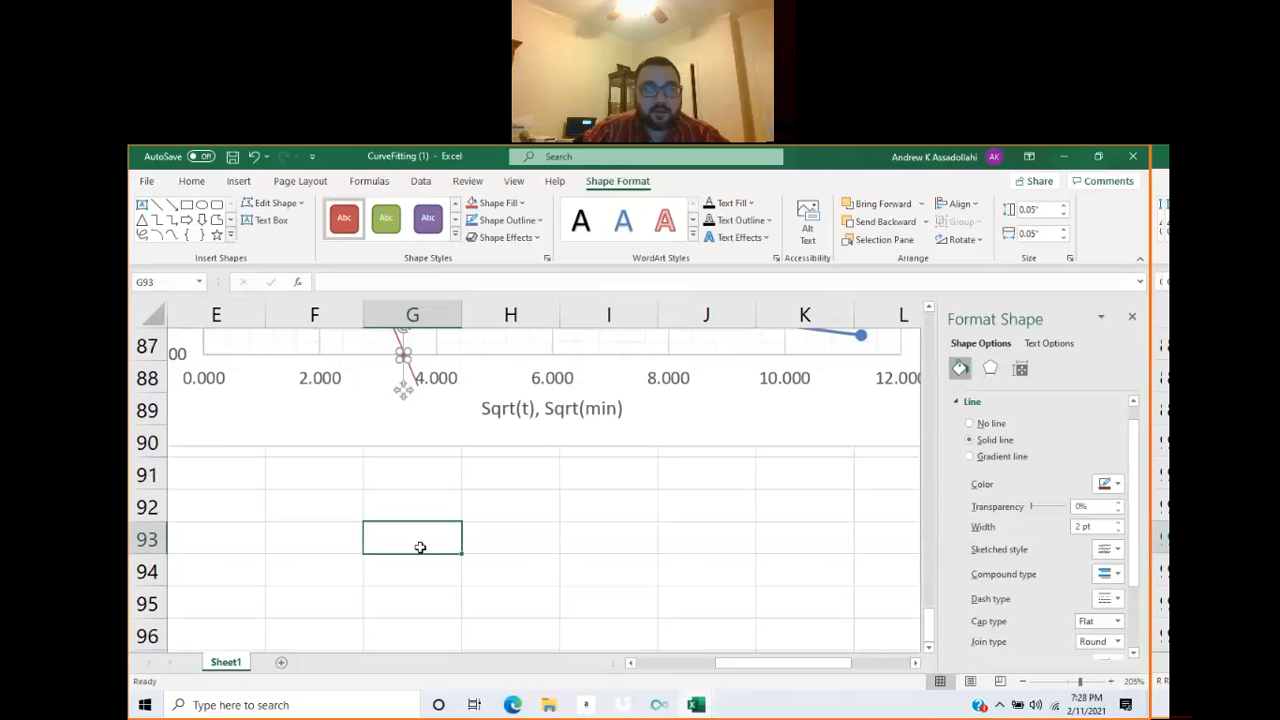 AutoSave Off CurveFitting (1) - Excel Search Andrew K Assadollahi AK
File Home Insert Page Layout Formulas Data Review View Help Shape Format Share Comments
Edit Shape
Text Box
Insert Shapes
Abc Abc Abc
Shape Fill
Shape Outline
Shape Effects
Shape Styles
A A A
Text Fill
Text Outline
Text Effects
WordArt Styles
Alt
Text
Accessibility
Bring Forward
Send Backward
Selection Pane
Align
Group
Rotate
Arrange
0.05"
0.05"
Size
G93 fx
E F G H I J K L
87
00
88 0.000 2.000 4.000 6.000 8.000 10.000 12.000
89 Sqrt(t), Sqrt(min)
90
91
92
93
94
95
96
Format Shape
Shape Options Text Options
Line
No line
Solid line
Gradient line
Color
Transparency 0%
Width 2 pt
Sketched style
Compound type
Dash type
Cap type Flat
Join type Round
Sheet1
Ready 205%
Type here to search a 7:28 PM
2/11/2021